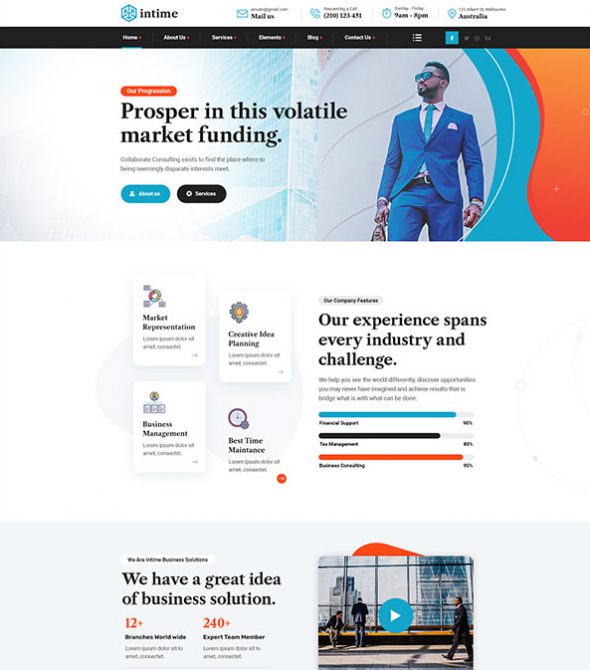 intime
envato@gmail.com
Mail us
Requesting a Call:
(210) 123-451
Sunday - Friday:
9am - 8pm
121 Albert St, Melbourne
Australia
Home
About Us
Services
Elements
Blog
Contact Us
Our Progression
Prosper in this volatile
market funding.
Collaborate Consulting exists to find the place where to
being seemingly disparate interests meet.
About us
Services
Market
Representation
Lorem ipsum dolor sit
amet, consectet.
Creative Idea
Planning
Lorem ipsum dolor sit
amet, consectet.
Business
Management
Lorem ipsum dolor sit
amet, consectet.
Best Time
Maintance
Lorem ipsum dolor sit
amet, consectet.
Our Company Features
Our experience spans
every industry and
challenge.
We help you see the world differently, discover opportunities
you may never have imagined and achieve results that is
bridge what is with what can be done.
Financial Support 90%
Tax Management 80%
Business Consulting 95%
We Are Intime Business Solutions
We have a great idea
of business solution.
12+
Branches World wide
Lorem ipsum dolor sit
amet, consectet.
240+
Expert Team Member
Lorem ipsum dolor sit
amet, consectet.